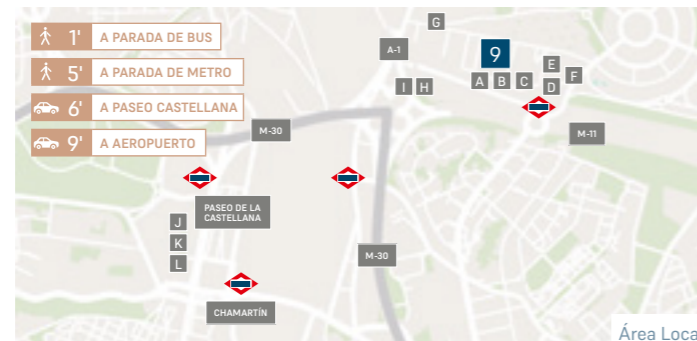 1' A PARADA DE BUS
5' A PARADA DE METRO
6' A PASEO CASTELLANA
9' A AEROPUERTO
G
A-1
9
E
F
I H
A B C D
M-11
M-30
PASEO DE LA
CASTELLANA
J
K
L
M-30
CHAMARTÍN
Área Loca